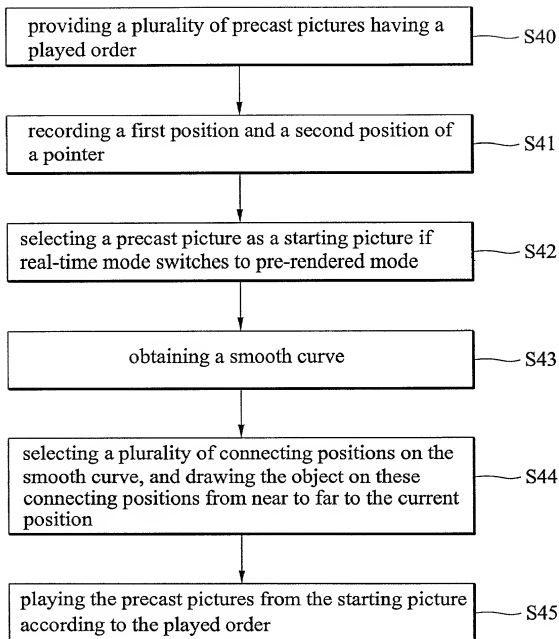 providing a plurality of precast pictures having a
played order
S40
recording a first position and a second position of
a pointer
S41
selecting a precast picture as a starting picture if
real-time mode switches to pre-rendered mode
S42
obtaining a smooth curve
S43
selecting a plurality of connecting positions on the
smooth curve, and drawing the object on these
connecting positions from near to far to the current
position
S44
playing the precast pictures from the starting picture
according to the played order
S45